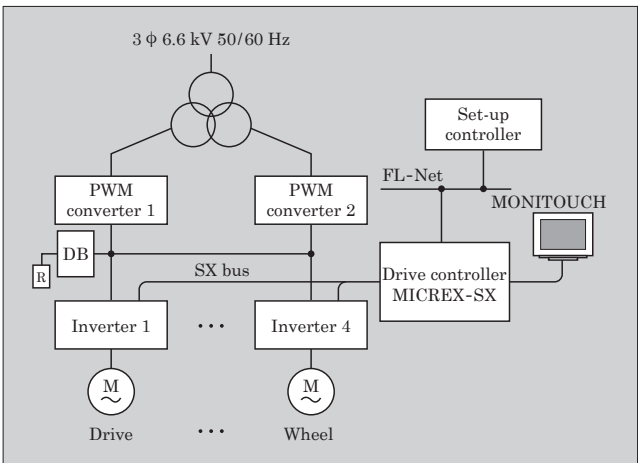 3 ϕ 6.6 kV 50/60 Hz
Set-up
controller
FL-Net
PWM
converter 1
PWM
converter 2
MONITOUCH
DB
R
SX bus
Drive controller
MICREX-SX
Inverter 1
• • •
Inverter 4
M
~
M
~
Drive
• • •
Wheel